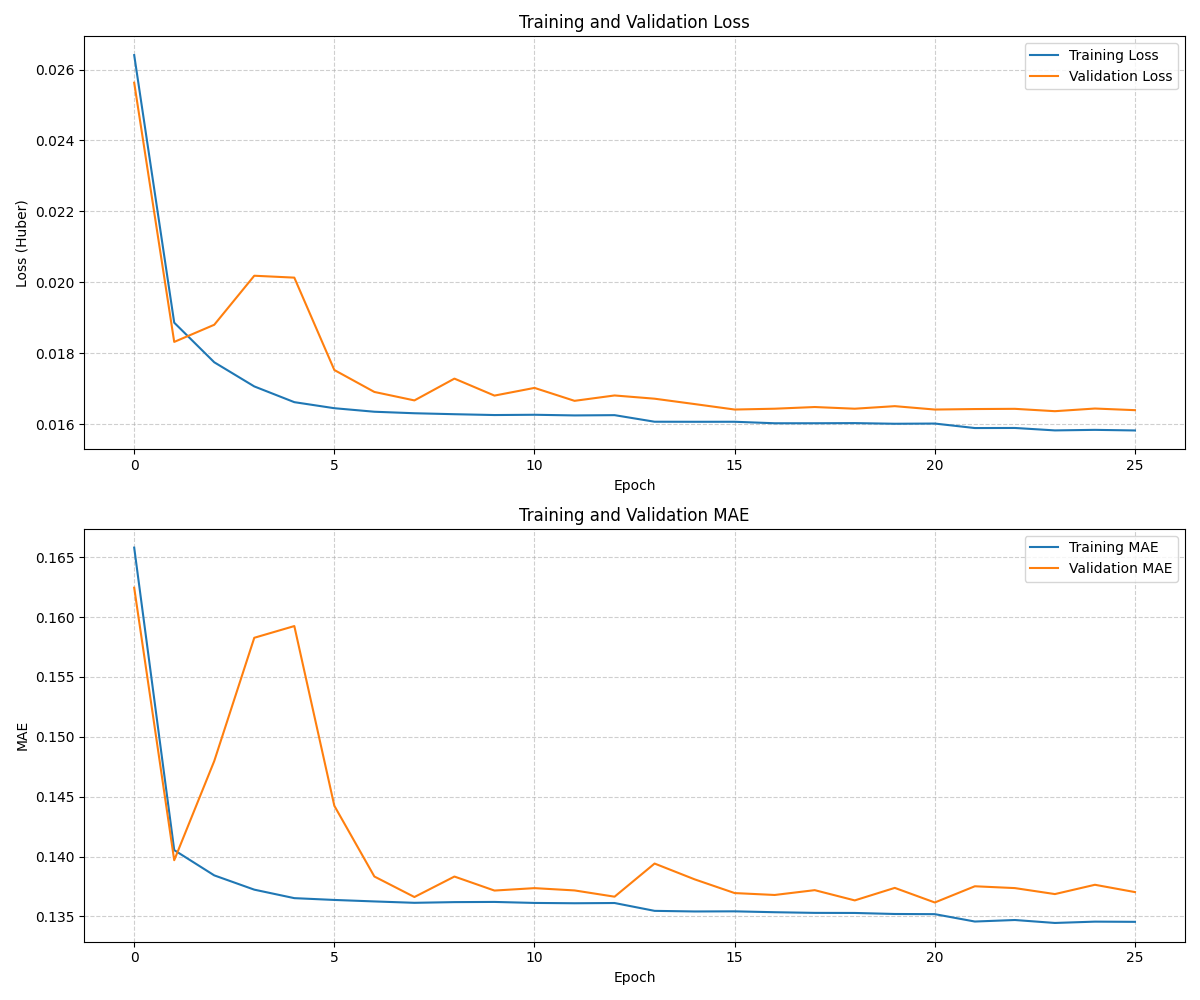 Training and Validation Loss
Training Loss
Validation Loss
0.026
0.024
0.022
0.020
0.018
0.016
Loss (Huber)
0 5 10 15 20 25
Epoch
Training and Validation MAE
Training MAE
Validation MAE
0.165
0.160
0.155
0.150
0.145
0.140
0.135
MAE
0 5 10 15 20 25
Epoch